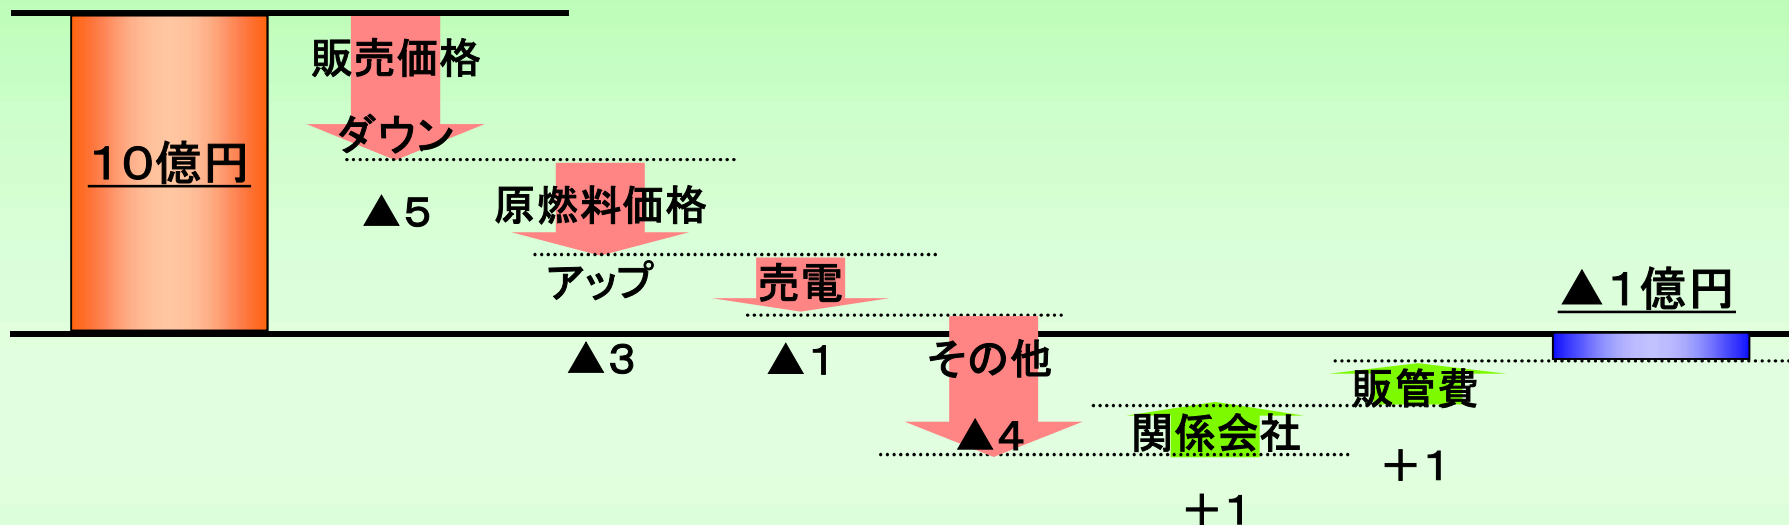 １０億円
販売価格
ダウン
▲５
原燃料価格
アップ
▲３
売電
▲１
その他
▲４
関係会社
＋１
販管費
＋１
▲１億円